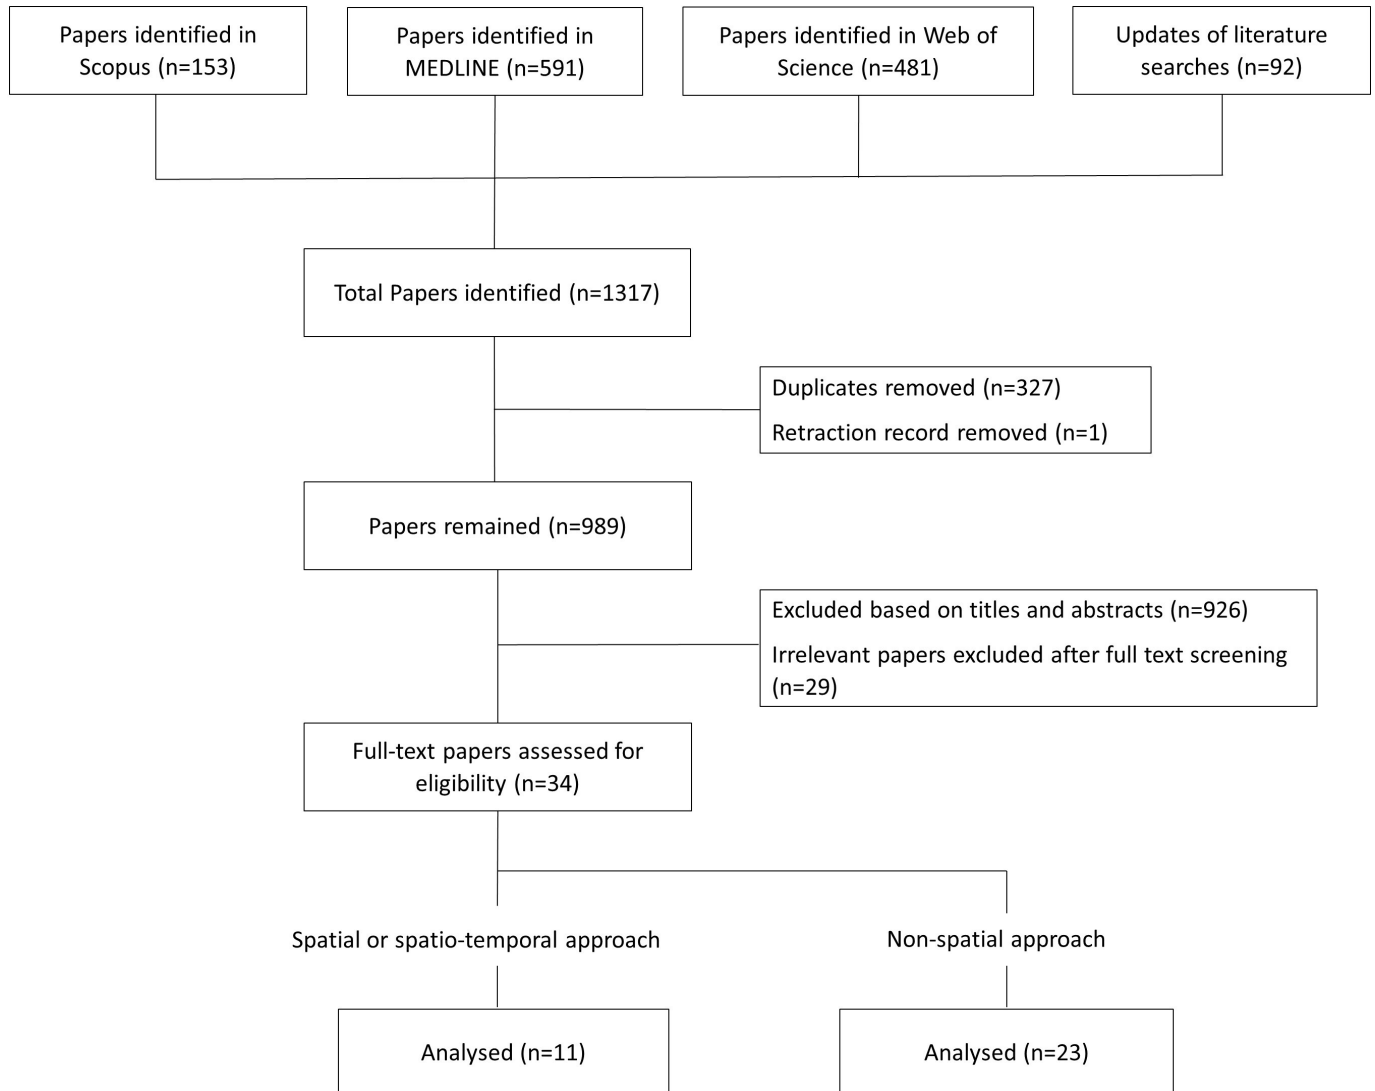 Papers identified in
Scopus (n=153)
Papers identified in
MEDLINE (n=591)
Papers identified in Web of
Science (n=481)
Updates of literature
searches (n=92)
Total Papers identified (n=1317)
Duplicates removed (n=327)
Retraction record removed (n=1)
Papers remained (n=989)
Excluded based on titles and abstracts (n=926)
Irrelevant papers excluded after full text screening
(n=29)
Full-text papers assessed for
eligibility (n=34)
Spatial or spatio-temporal approach
Non-spatial approach
Analysed (n=11)
Analysed (n=23)